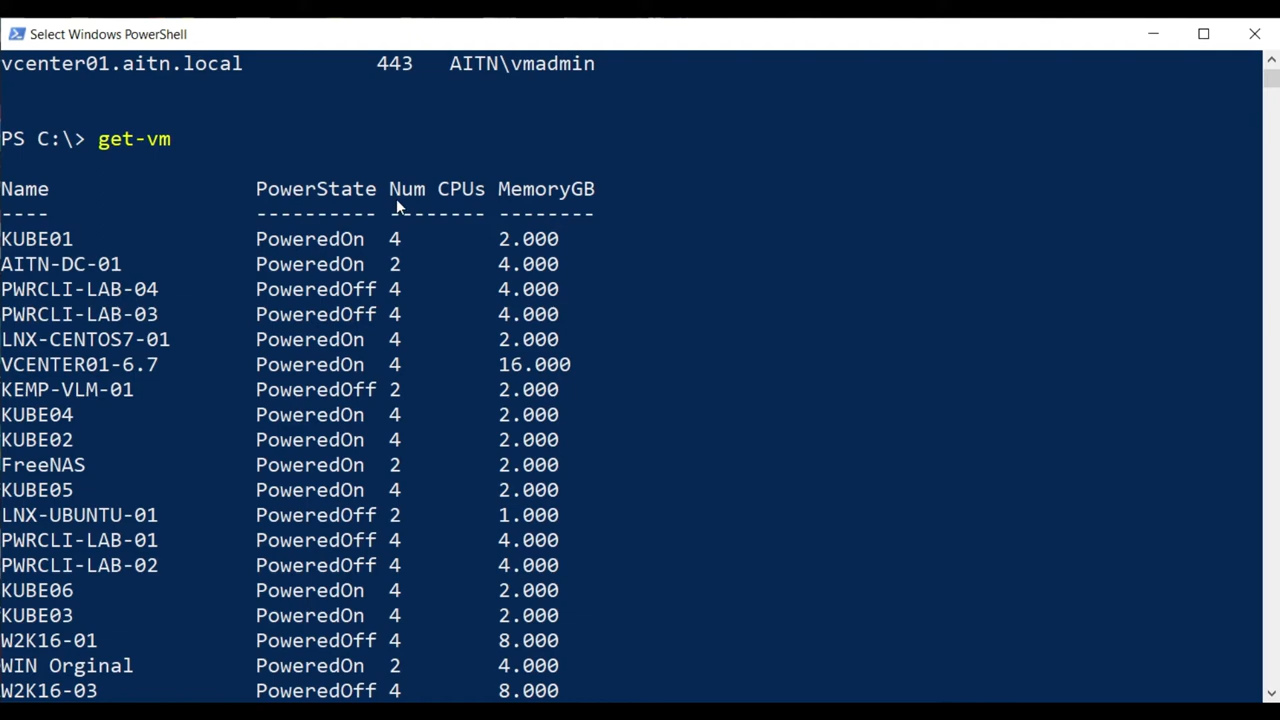 Select Windows PowerShell
vcenter01.aitn.local 443 AITN\vmadmin
PS C:\> get-vm
Name PowerState Num CPUs MemoryGB
---- ---------- -------- --------
KUBE01 PoweredOn 4 2.000
AITN-DC-01 PoweredOn 2 4.000
PWRCLI-LAB-04 PoweredOff 4 4.000
PWRCLI-LAB-03 PoweredOff 4 4.000
LNX-CENTOS7-01 PoweredOn 4 2.000
VCENTER01-6.7 PoweredOn 4 16.000
KEMP-VLM-01 PoweredOff 2 2.000
KUBE04 PoweredOn 4 2.000
KUBE02 PoweredOn 4 2.000
FreeNAS PoweredOn 2 2.000
KUBE05 PoweredOn 4 2.000
LNX-UBUNTU-01 PoweredOff 2 1.000
PWRCLI-LAB-01 PoweredOff 4 4.000
PWRCLI-LAB-02 PoweredOff 4 4.000
KUBE06 PoweredOn 4 2.000
KUBE03 PoweredOn 4 2.000
W2K16-01 PoweredOff 4 8.000
WIN Orginal PoweredOn 2 4.000
W2K16-03 PoweredOff 4 8.000